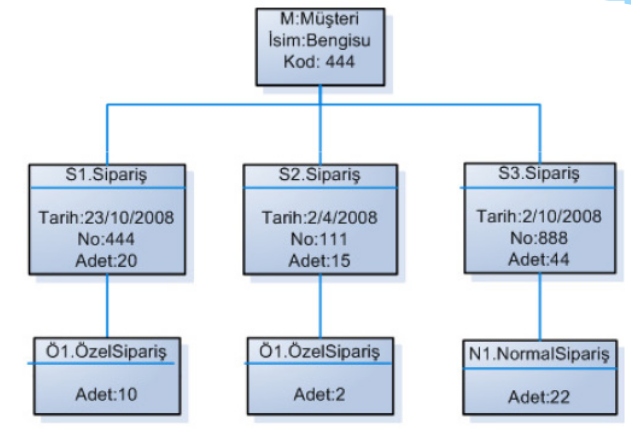 M:Müşteri
İsim:Bengisu
Kod: 444
S1.Sipariş
Tarih:23/10/2008
No:444
Adet:20
S2.Sipariş
Tarih:2/4/2008
No:111
Adet:15
S3.Sipariş
Tarih:2/10/2008
No:888
Adet:44
Ö1.ÖzelSipariş
Adet:10
Ö1.ÖzelSipariş
Adet:2
N1.NormalSipariş
Adet:22